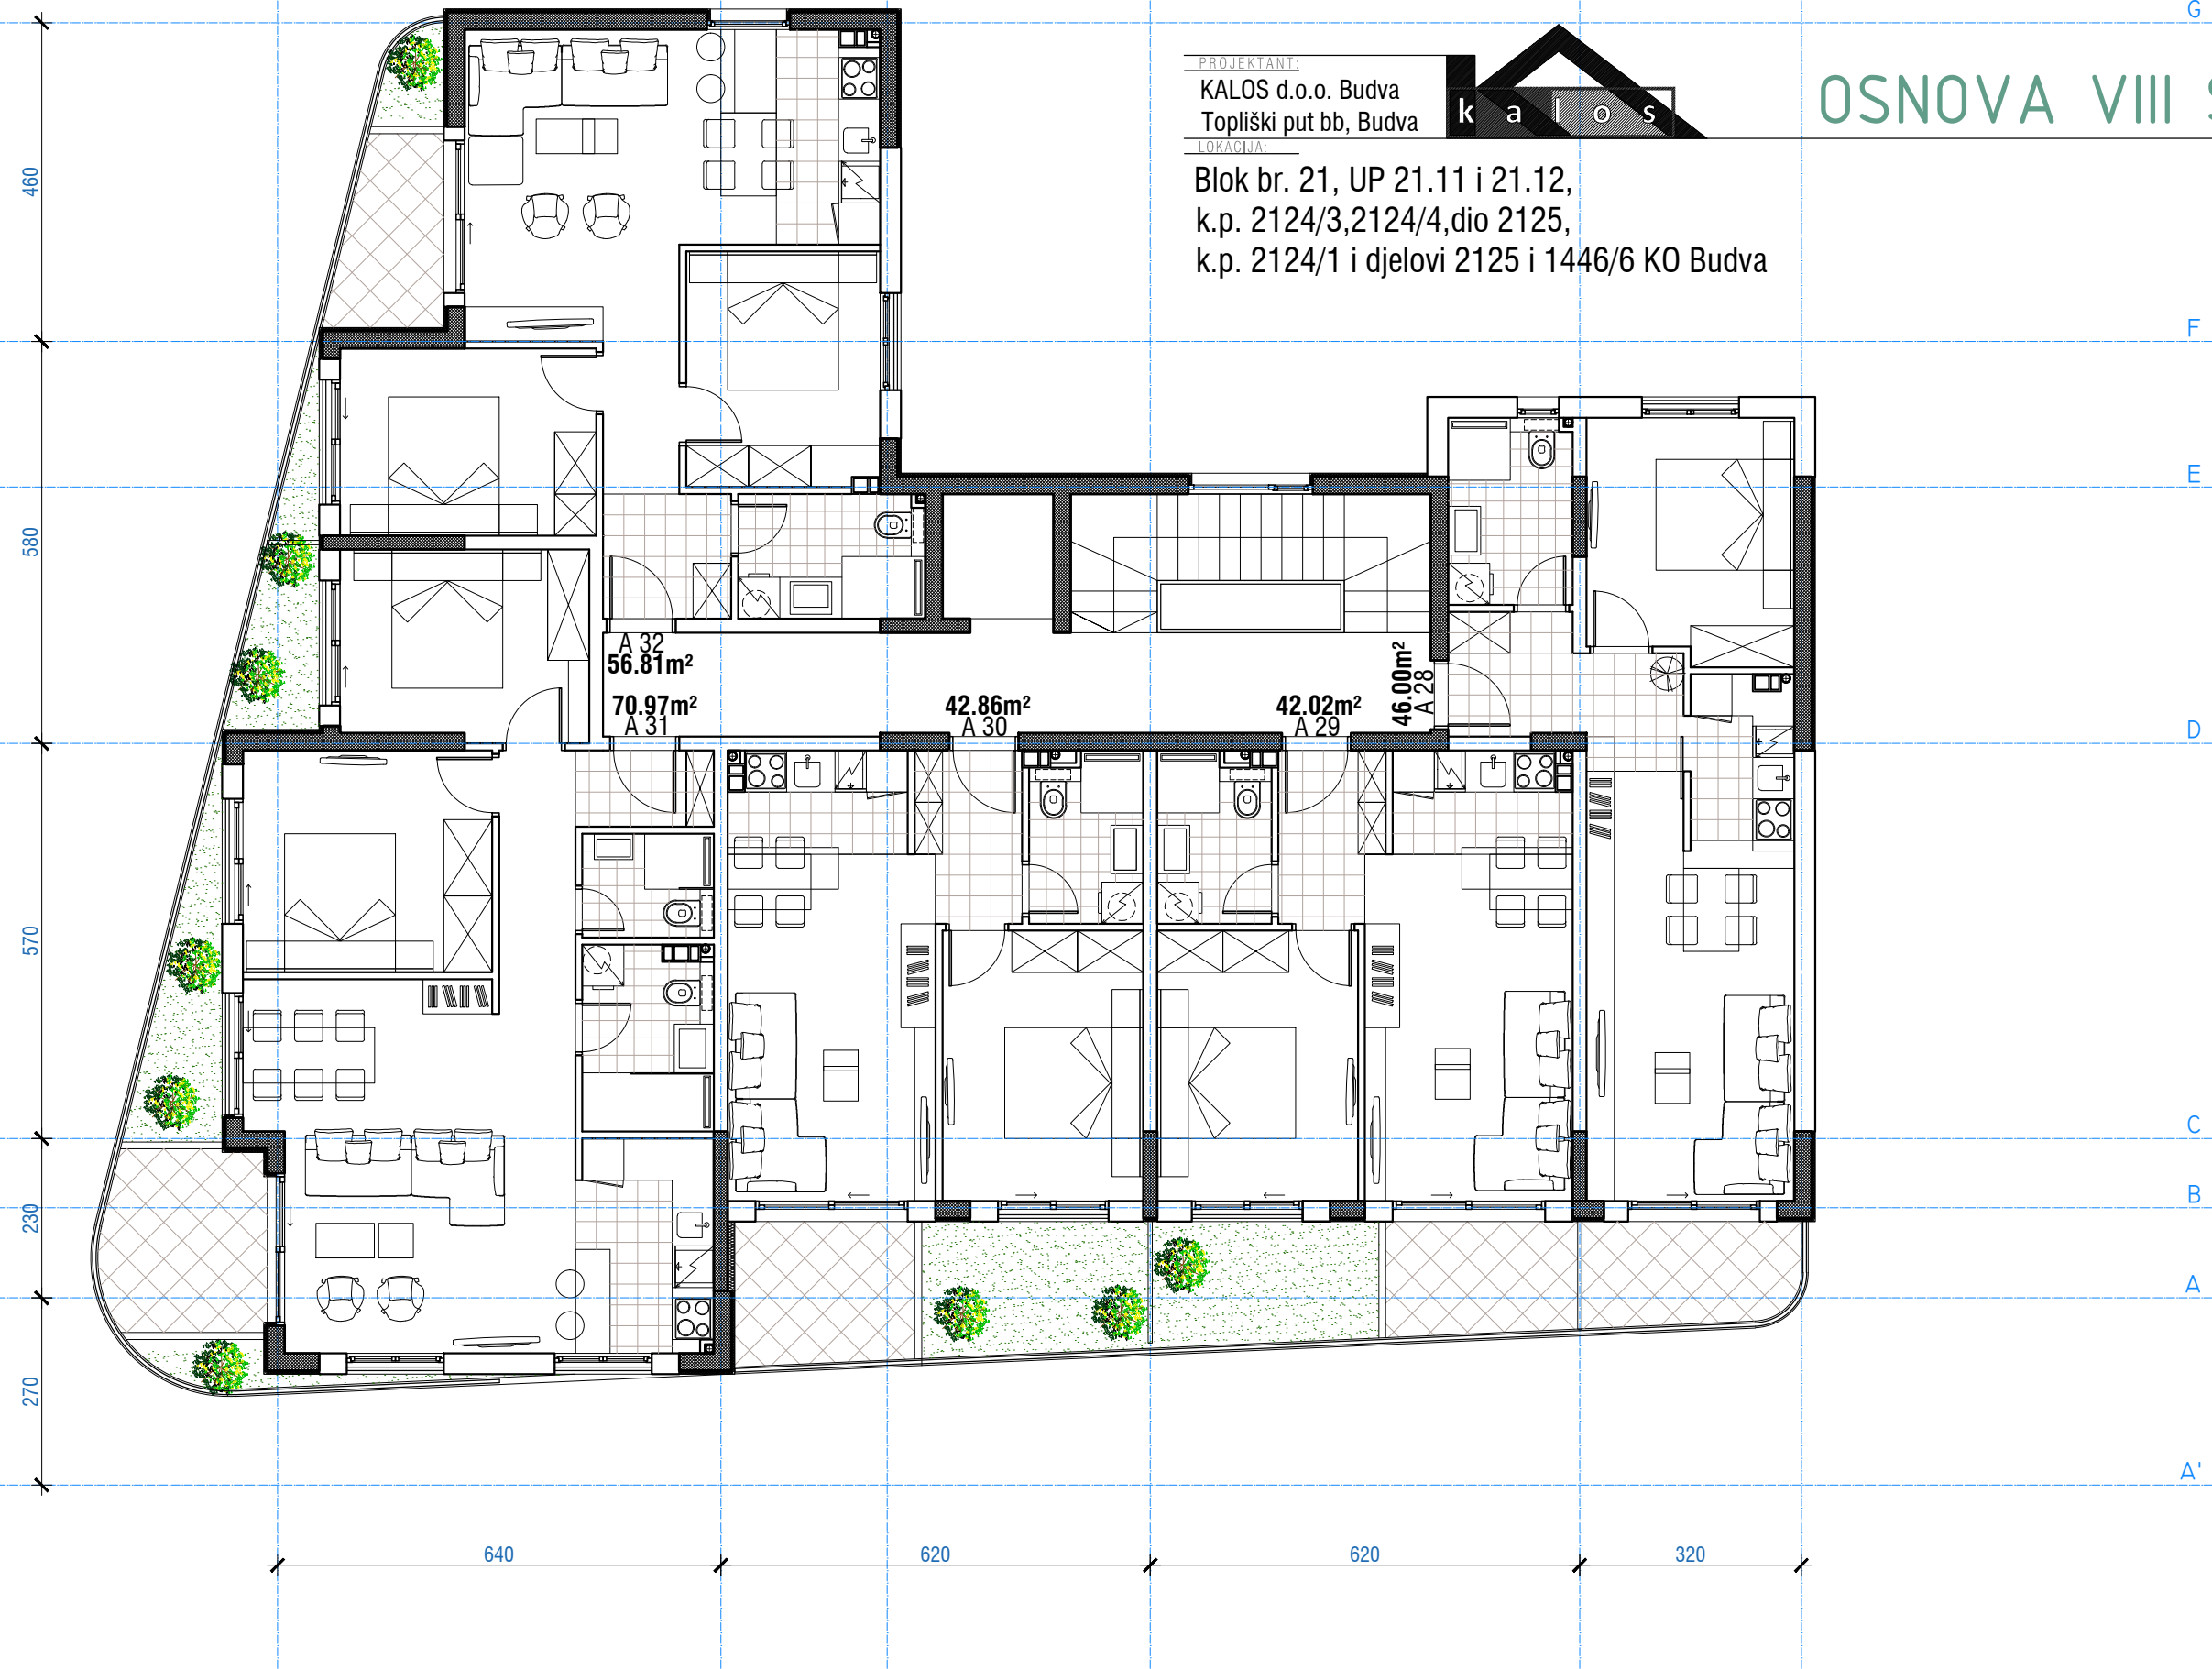 G
PROJEKTANT:
KALOS d.o.o. Budva
Topliški put bb, Budva
kalos
OSNOVA VIII
LOKACIJA:
Blok br. 21, UP 21.11 i 21.12,
k.p. 2124/3,2124/4,dio 2125,
k.p. 2124/1 i djelovi 2125 i 1446/6 KO Budva
460
F
E
580
A 32
56.81m²
70.97m²
A 31
42.86m²
A 30
42.02m²
A 29
46.00m²
A 28
D
570
C
B
230
A
270
A'
640
620
620
320